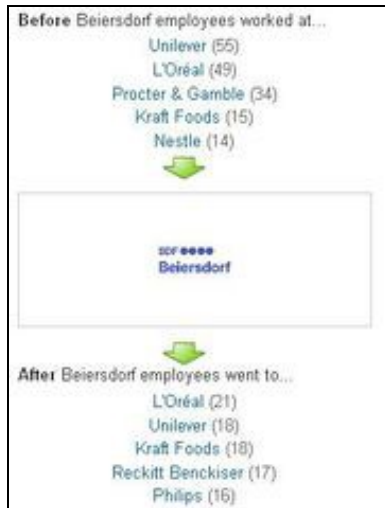 Before Beiersdorf employees worked at...
Unilever (55)
L'Oréal (49)
Procter & Gamble (34)
Kraft Foods (15)
Nestle (14)
BDF ●●●●
Beiersdorf
After Beiersdorf employees went to...
L'Oréal (21)
Unilever (18)
Kraft Foods (18)
Reckitt Benckiser (17)
Philips (16)